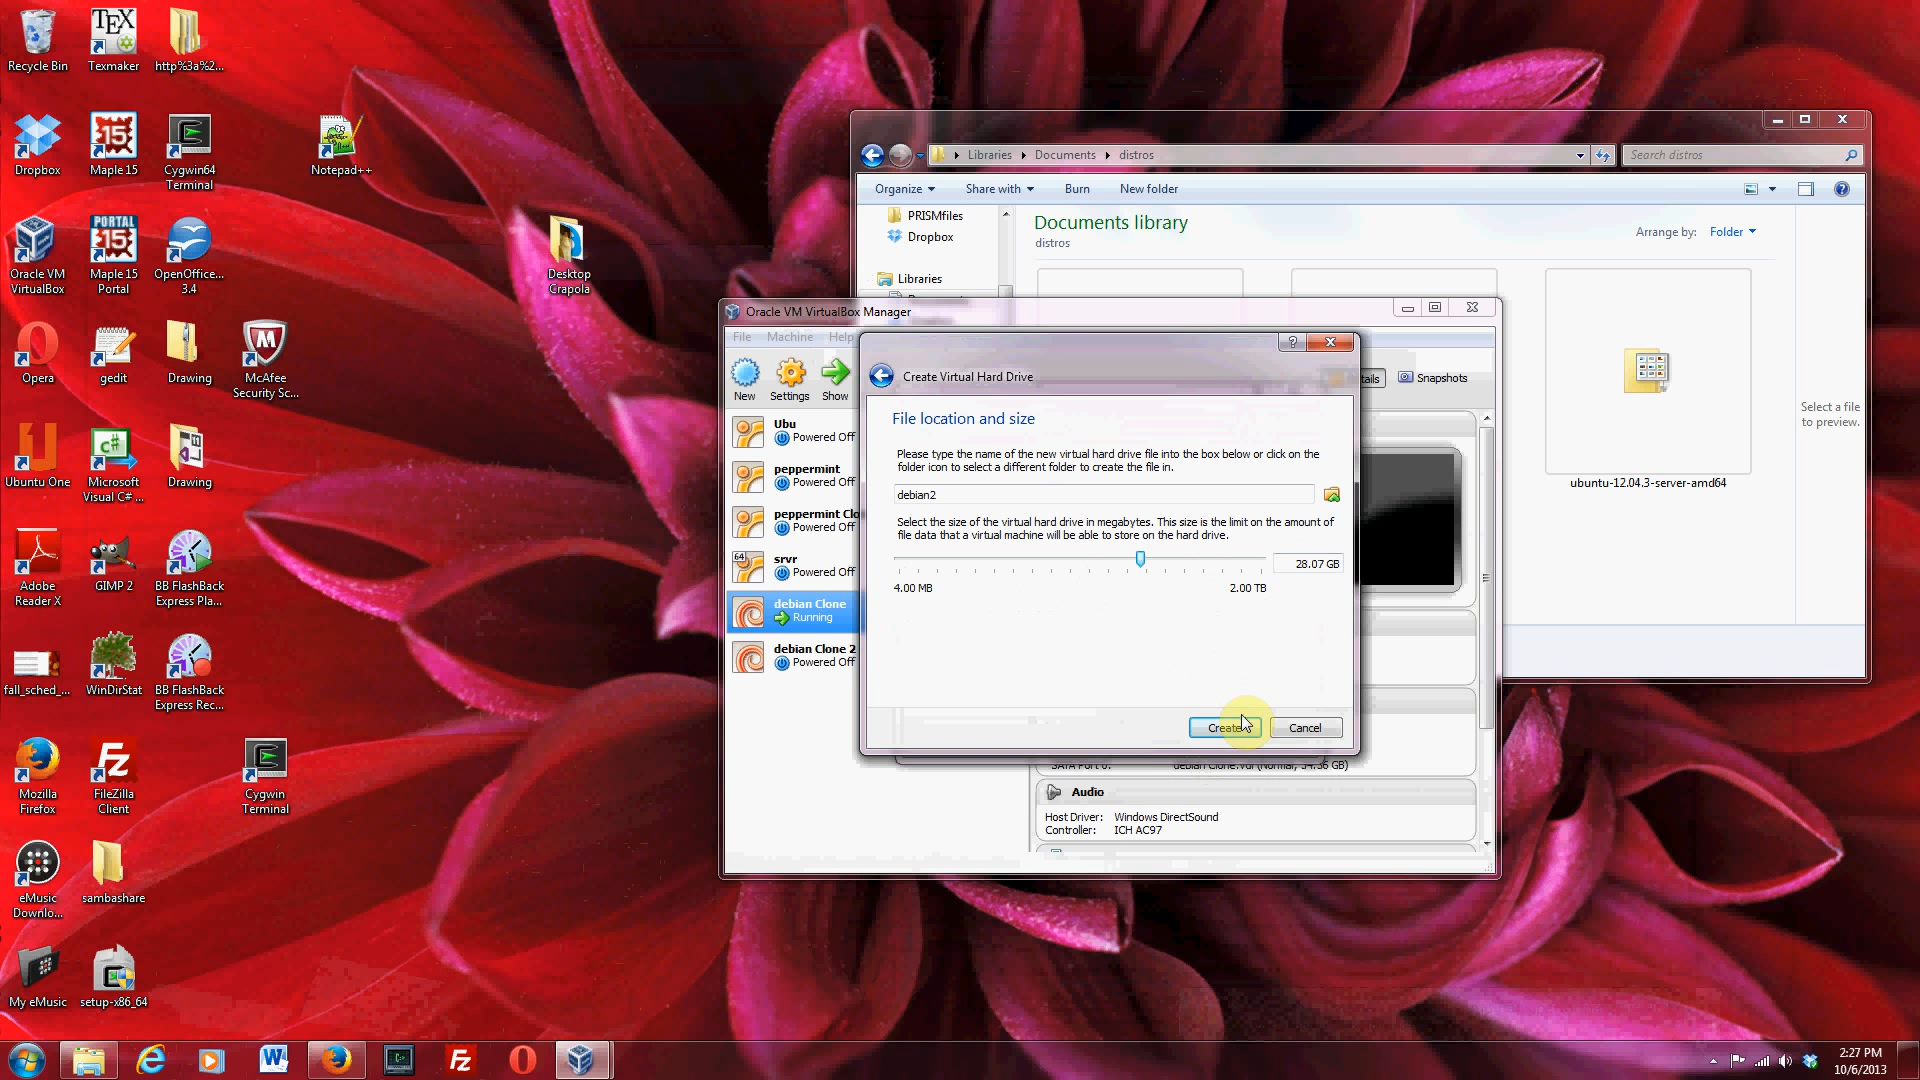 Recycle Bin
Texmaker
http%3a%2...
Dropbox
Maple 15
Cygwin64
Terminal
Notepad++
Oracle VM
VirtualBox
Maple 15
Portal
OpenOffice...
3.4
Desktop
Crapola
Opera
gedit
Drawing
McAfee
Security Sc...
Ubuntu One
Microsoft
Visual C# ...
Drawing
Adobe
Reader X
GIMP 2
BB FlashBack
Express Pla...
fall_sched_...
WinDirStat
BB FlashBack
Express Rec...
Mozilla
Firefox
FileZilla
Client
Cygwin
Terminal
eMusic
Downlo...
sambashare
My eMusic
setup-x86_64
Libraries
Documents
distros
Search distros
Organize
Share with
Burn
New folder
PRISMfiles
Dropbox
Libraries
Documents library
distros
Arrange by:
Folder
ubuntu-12.04.3-server-amd64
Select a file
to preview.
Oracle VM VirtualBox Manager
File
Machine
Help
New
Settings
Show
tails
Snapshots
Ubu
Powered Off
peppermint
Powered Off
peppermint Clo
Powered Off
64
srvr
Powered Off
debian Clone
Running
debian Clone 2
Powered Off
Create Virtual Hard Drive
File location and size
Please type the name of the new virtual hard drive file into the box below or click on the
folder icon to select a different folder to create the file in.
debian2
Select the size of the virtual hard drive in megabytes. This size is the limit on the amount of
file data that a virtual machine will be able to store on the hard drive.
28.07 GB
4.00 MB
2.00 TB
Create
Cancel
Audio
Host Driver:
Windows DirectSound
Controller:
ICH AC97
2:27 PM
10/6/2013